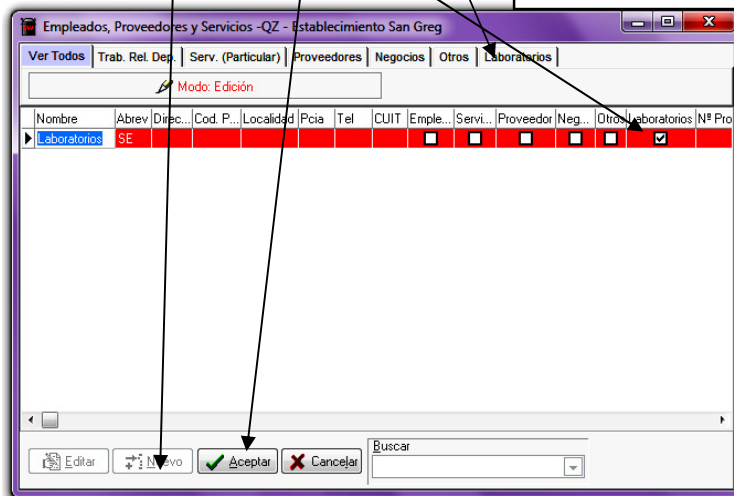 Empleados, Proveedores y Servicios -QZ - Establecimiento San Greg
Ver Todos Trab. Rel. Dep. Serv. (Particular) Proveedores Negocios Otros Laboratorios
Modo: Edición
Nombre Abrev Direc... Cod. P... Localidad Pcia Tel CUIT Emple... Servi... Proveedor Neg... Otros Laboratorios Nª Pro
Laboratorios SE
Editar Nuevo Aceptar Cancelar Buscar